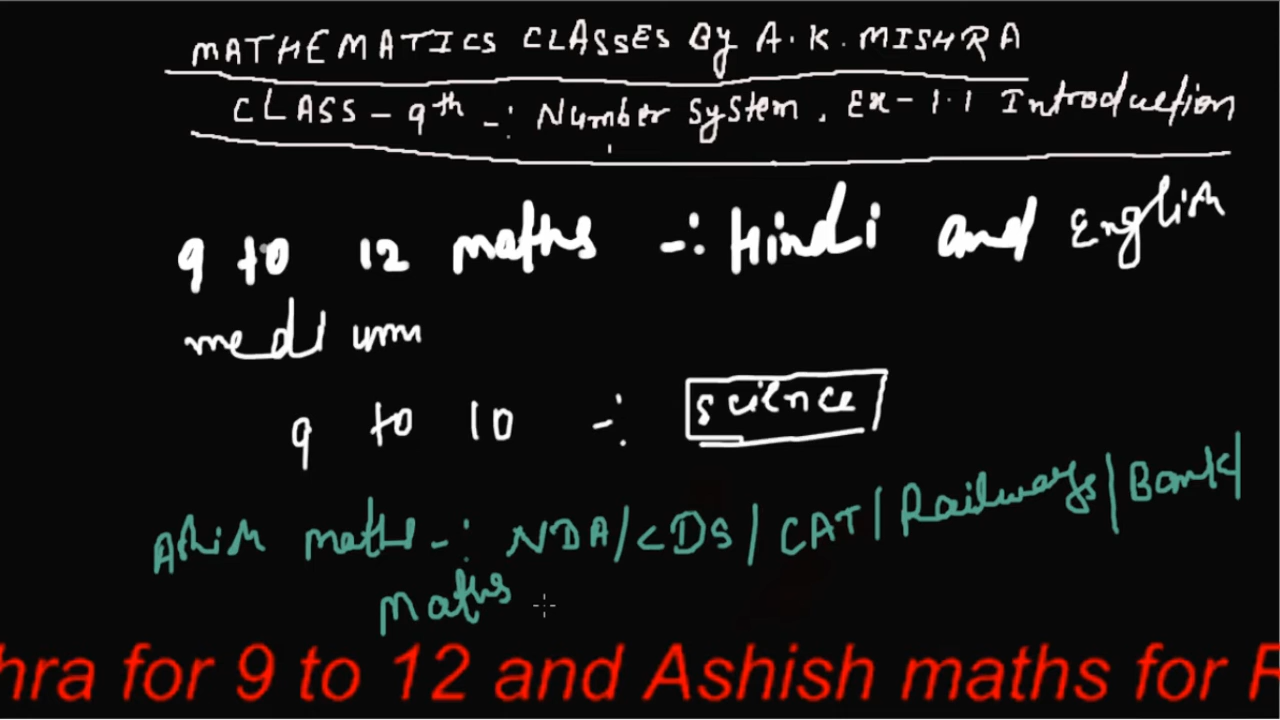 MATHEMATICS CLASSES By A.K. MISHRA
CLASS - 9th -: Number System. Ex - 1.1 Introduction
9 to 12 maths -: Hindi and English
medium
9 to 10 -: science
Ashish maths -: NDA/CDS/CAT/Railways/Bank/
Maths
hra for 9 to 12 and Ashish maths for R